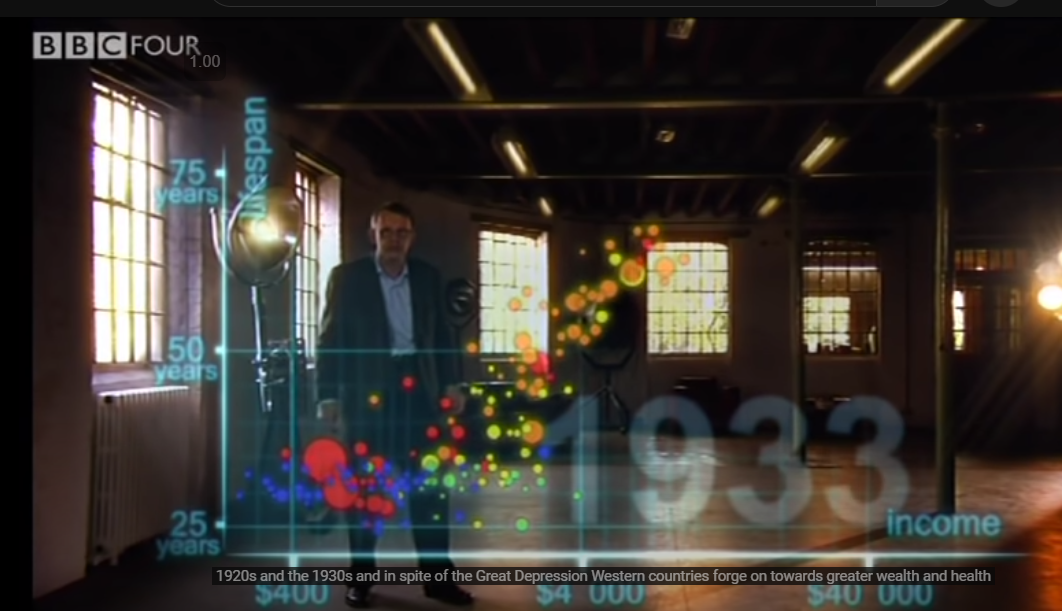 BBC FOUR
1.00
lifespan
75
years
50
years
1933
25
years
income
1920s and the 1930s and in spite of the Great Depression Western countries forge on towards greater wealth and health
$400
$4 000
$40 000